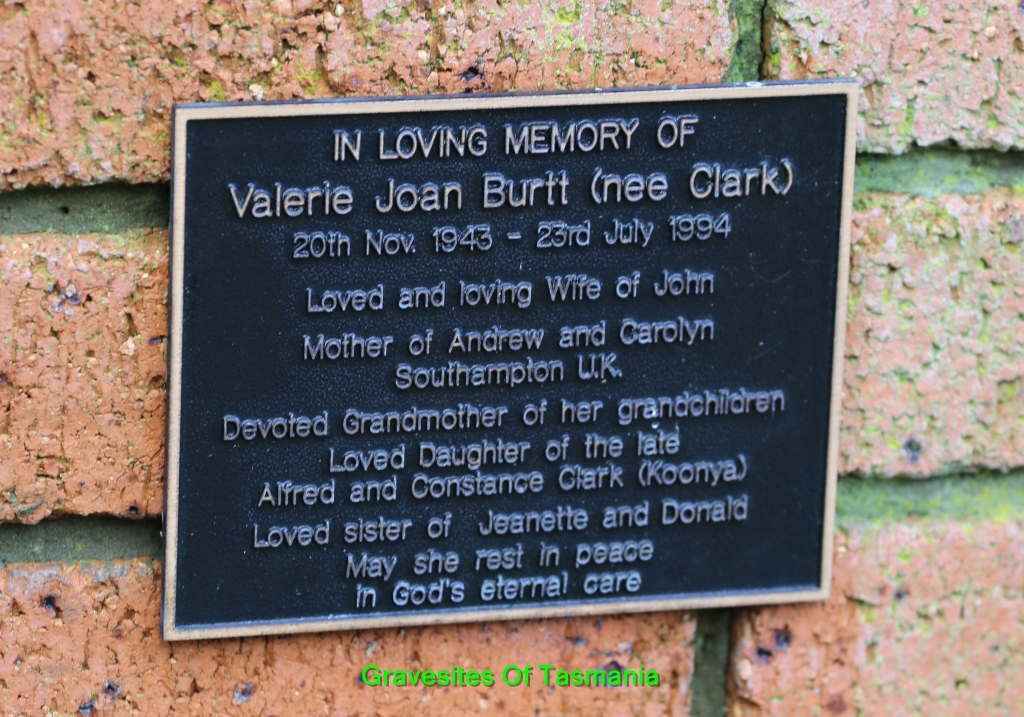 IN LOVING MEMORY OF
Valerie Joan Burtt (nee Clark)
20th Nov. 1943 - 23rd July 1994
Loved and loving Wife of John
Mother of Andrew and Carolyn
Southampton U.K.
Devoted Grandmother of her grandchildren
Loved Daughter of the late
Alfred and Constance Clark (Koonya)
Loved sister of Jeanette and Donald
May she rest in peace
in God's eternal care
Gravesites Of Tasmania